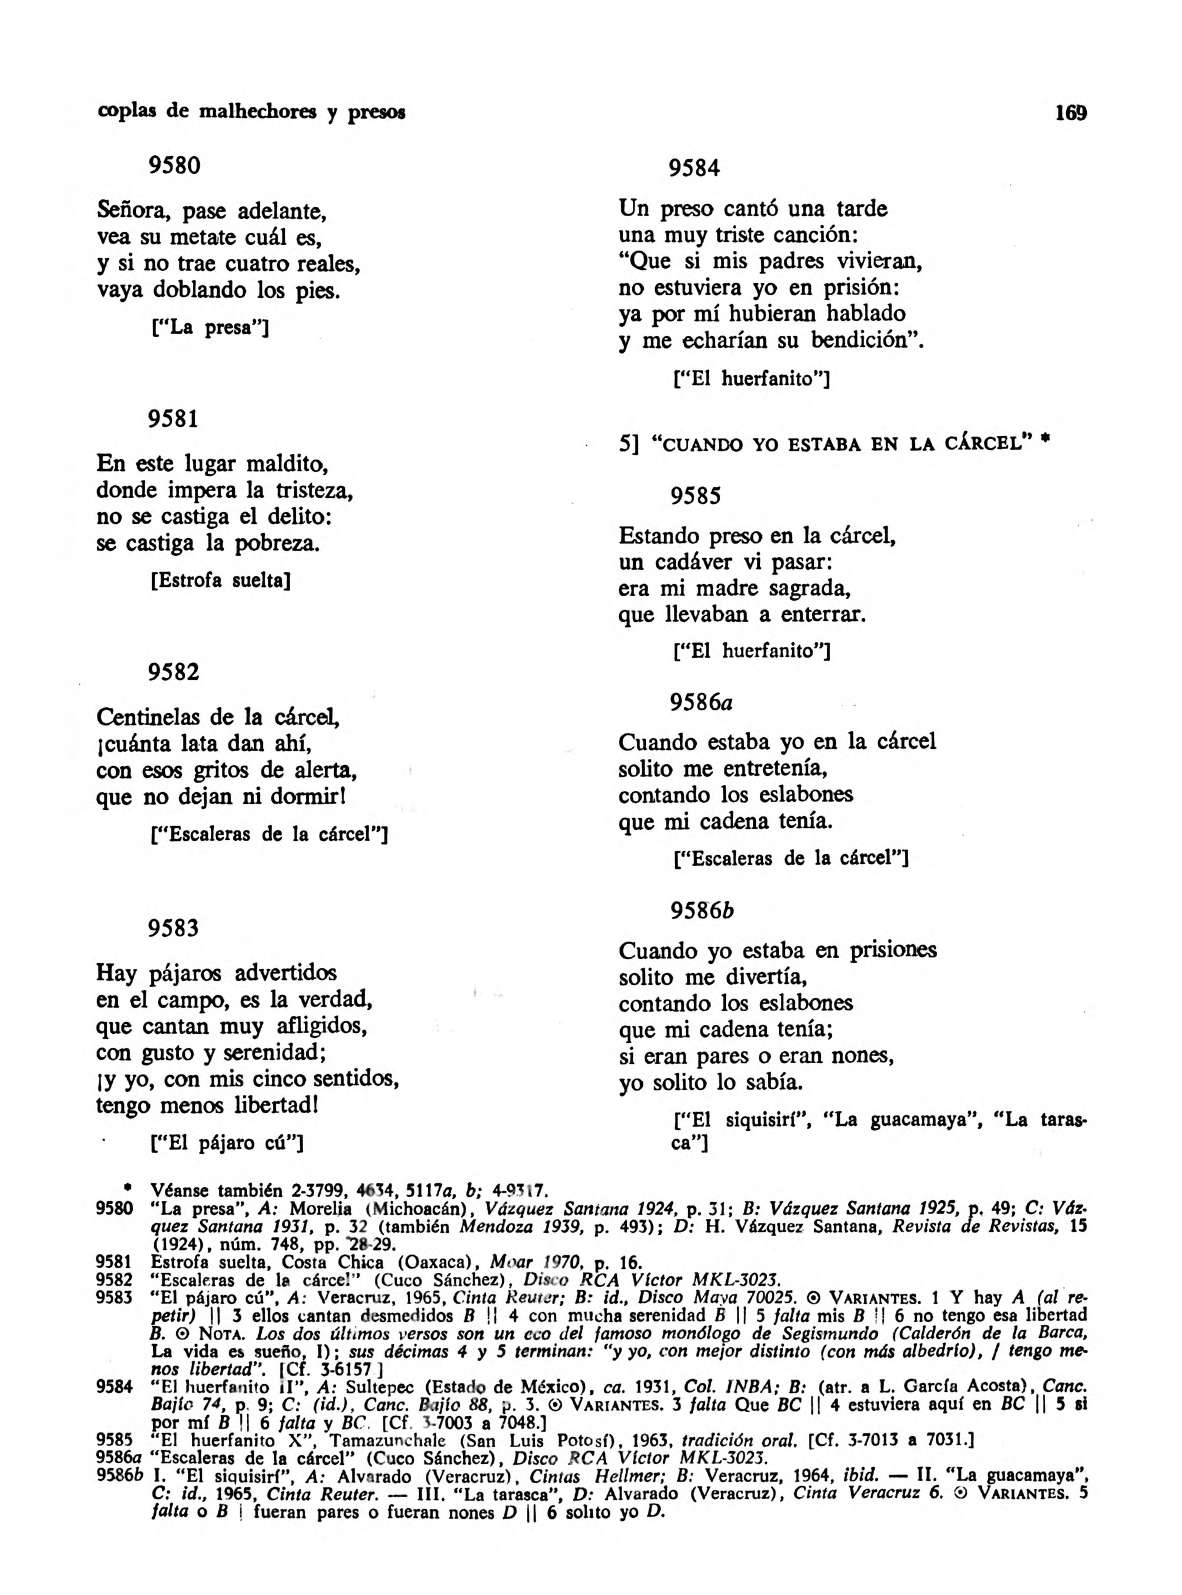 coplas de malhechores y presos 169
9580
Señora, pase adelante,
vea su metate cuál es,
y si no trae cuatro reales,
vaya doblando los pies.
["La presa"]
9581
En este lugar maldito,
donde impera la tristeza,
no se castiga el delito:
se castiga la pobreza.
[Estrofa suelta]
9582
Centinelas de la cárcel,
¡cuánta lata dan ahí,
con esos gritos de alerta,
que no dejan ni dormir!
["Escaleras de la cárcel"]
9583
Hay pájaros advertidos
en el campo, es la verdad,
que cantan muy afligidos,
con gusto y serenidad;
¡y yo, con mis cinco sentidos,
tengo menos libertad!
["El pájaro cú"]
9584
Un preso cantó una tarde
una muy triste canción:
"Que si mis padres vivieran,
no estuviera yo en prisión:
ya por mí hubieran hablado
y me echarían su bendición".
["El huerfanito"]
5] "CUANDO YO ESTABA EN LA CÁRCEL" *
9585
Estando preso en la cárcel,
un cadáver vi pasar:
era mi madre sagrada,
que llevaban a enterrar.
["El huerfanito"]
9586a
Cuando estaba yo en la cárcel
solito me entretenía,
contando los eslabones
que mi cadena tenía.
["Escaleras de la cárcel"]
9586b
Cuando yo estaba en prisiones
solito me divertía,
contando los eslabones
que mi cadena tenía;
si eran pares o eran nones,
yo solito lo sabía.
["El siquisirí", "La guacamaya", "La taras-
ca"]
* Véanse también 2-3799, 4634, 5117a, b; 4-9317.
9580 "La presa", A: Morelia (Michoacán), Vázquez Santana 1924, p. 31; B: Vázquez Santana 1925, p. 49; C: Váz-
quez Santana 1931, p. 32 (también Mendoza 1939, p. 493); D: H. Vázquez Santana, Revista de Revistas, 15
(1924), núm. 748, pp. 28-29.
9581 Estrofa suelta, Costa Chica (Oaxaca), Moar 1970, p. 16.
9582 "Escaleras de la cárcel" (Cuco Sánchez), Disco RCA Víctor MKL-3023.
9583 "El pájaro cú", A: Veracruz, 1965, Cinta Reuter; B: id., Disco Maya 70025. ⊙ VARIANTES. 1 Y hay A (al re-
petir) || 3 ellos cantan desmedidos B || 4 con mucha serenidad B || 5 falta mis B || 6 no tengo esa libertad
B. ⊙ NOTA. Los dos últimos versos son un eco del famoso monólogo de Segismundo (Calderón de la Barca,
La vida es sueño, I); sus décimas 4 y 5 terminan: "y yo, con mejor distinto (con más albedrío), / tengo me-
nos libertad". [Cf. 3-6157]
9584 "El huerfanito II", A: Sultepec (Estado de México), ca. 1931, Col. INBA; B: (atr. a L. García Acosta), Canc.
Bajío 74, p. 9; C: (id.), Canc. Bajío 88, p. 3. ⊙ VARIANTES. 3 falta Que BC || 4 estuviera aquí en BC || 5 si
por mí B || 6 falta y BC. [Cf. 3-7003 a 7048.]
9585 "El huerfanito X", Tamazunchale (San Luis Potosí), 1963, tradición oral. [Cf. 3-7013 a 7031.]
9586a "Escaleras de la cárcel" (Cuco Sánchez), Disco RCA Víctor MKL-3023.
9586b I. "El siquisirí", A: Alvarado (Veracruz), Cintas Hellmer; B: Veracruz, 1964, ibid. — II. "La guacamaya",
C: id., 1965, Cinta Reuter. — III. "La tarasca", D: Alvarado (Veracruz), Cinta Veracruz 6. ⊙ VARIANTES. 5
falta o B | fueran pares o fueran nones D || 6 solito yo D.